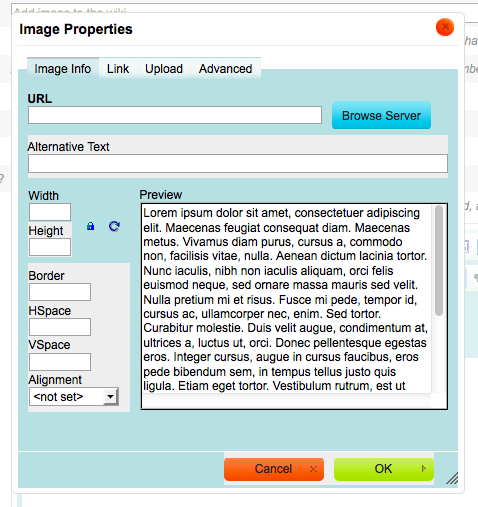 Add image to the wiki
Image Properties
Image Info Link Upload Advanced
URL
Browse Server
Alternative Text
Width
Height
Border
HSpace
VSpace
Alignment
<not set>
Preview
Lorem ipsum dolor sit amet, consectetuer adipiscing
elit. Maecenas feugiat consequat diam. Maecenas
metus. Vivamus diam purus, cursus a, commodo
non, facilisis vitae, nulla. Aenean dictum lacinia tortor.
Nunc iaculis, nibh non iaculis aliquam, orci felis
euismod neque, sed ornare massa mauris sed velit.
Nulla pretium mi et risus. Fusce mi pede, tempor id,
cursus ac, ullamcorper nec, enim. Sed tortor.
Curabitur molestie. Duis velit augue, condimentum at,
ultrices a, luctus ut, orci. Donec pellentesque egestas
eros. Integer cursus, augue in cursus faucibus, eros
pede bibendum sem, in tempus tellus justo quis
ligula. Etiam eget tortor. Vestibulum rutrum, est ut
Cancel
OK